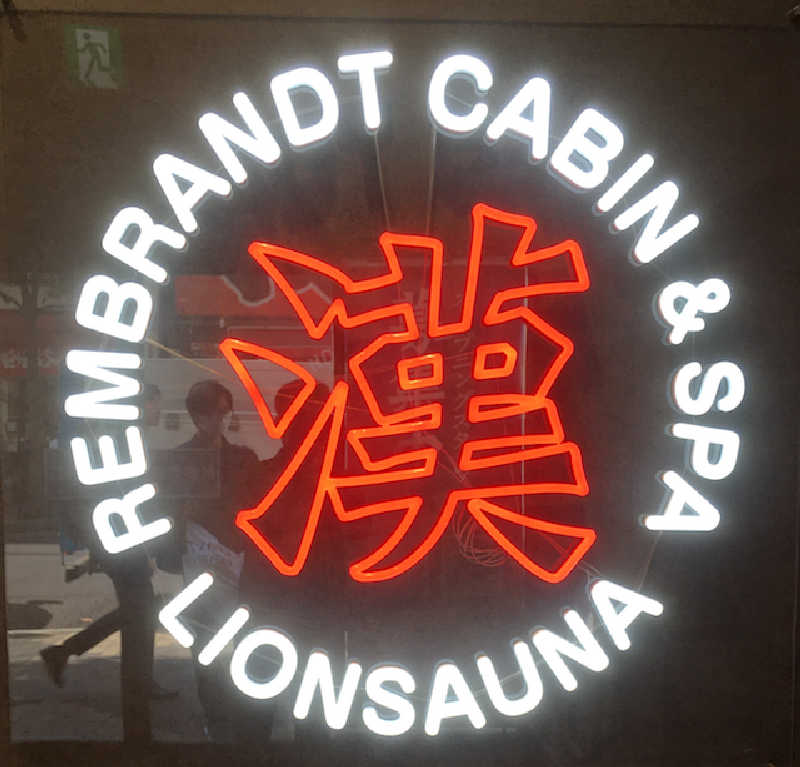 REMBRANDT CABIN & SPA
漢
LIONSAUNA